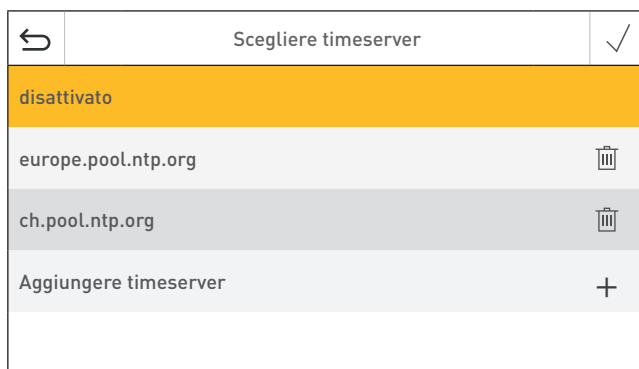 Scegliere timeserver
disattivato
europe.pool.ntp.org
ch.pool.ntp.org
Aggiungere timeserver